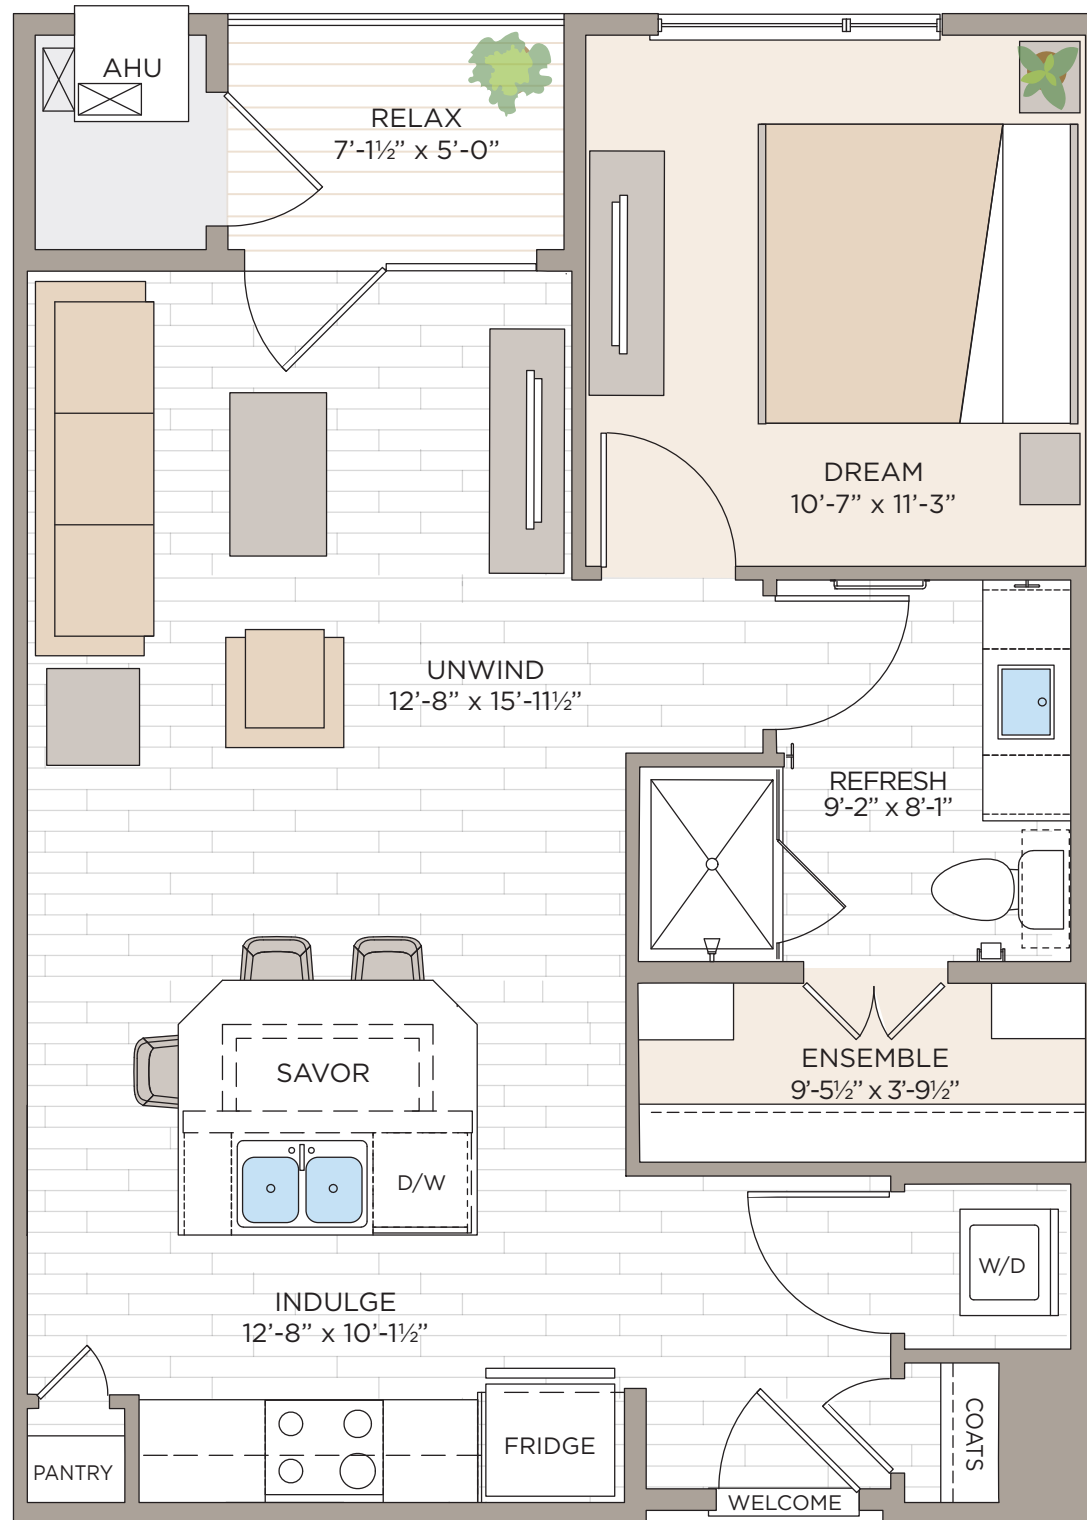 AHU
RELAX
7’-1½” x 5’-0”
DREAM
10’-7” x 11’-3”
UNWIND
12’-8” x 15’-11½”
REFRESH
9’-2” x 8’-1”
ENSEMBLE
9’-5½” x 3’-9½”
SAVOR
D/W
W/D
INDULGE
12’-8” x 10’-1½”
COATS
FRIDGE
PANTRY
WELCOME